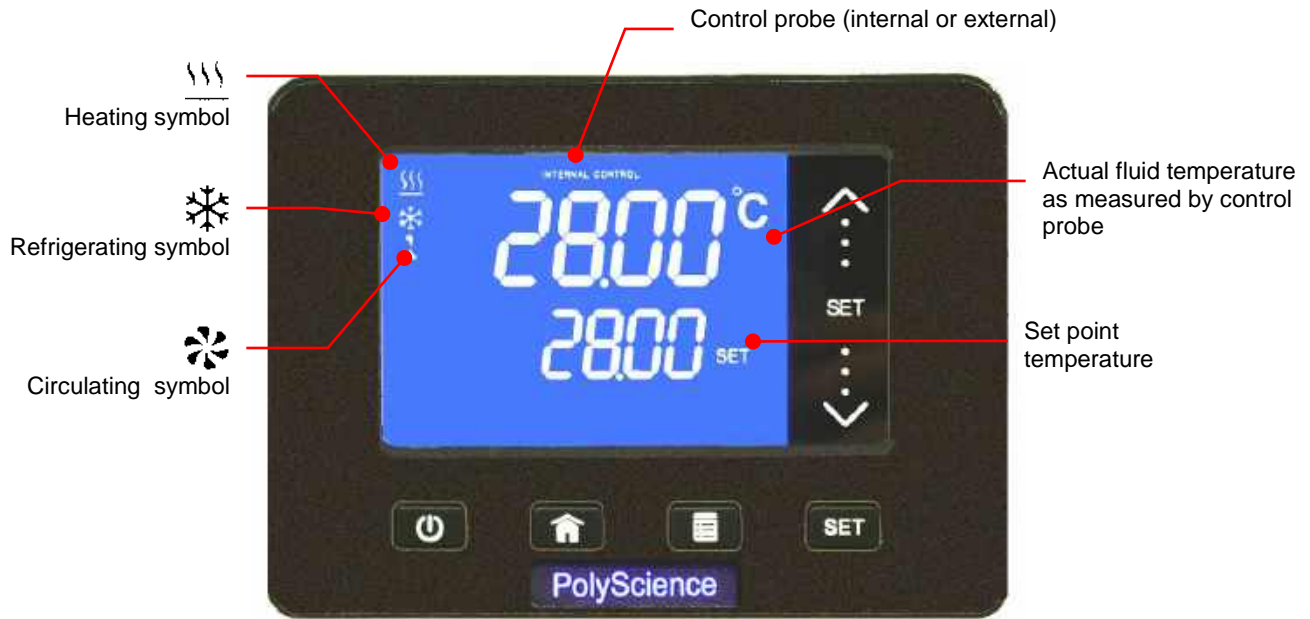 Control probe (internal or external)
Heating symbol
Refrigerating symbol
Circulating symbol
INTERNAL CONTROL
28.00 °C
28.00 SET
SET
Actual fluid temperature
as measured by control
probe
Set point
temperature
SET
PolyScience